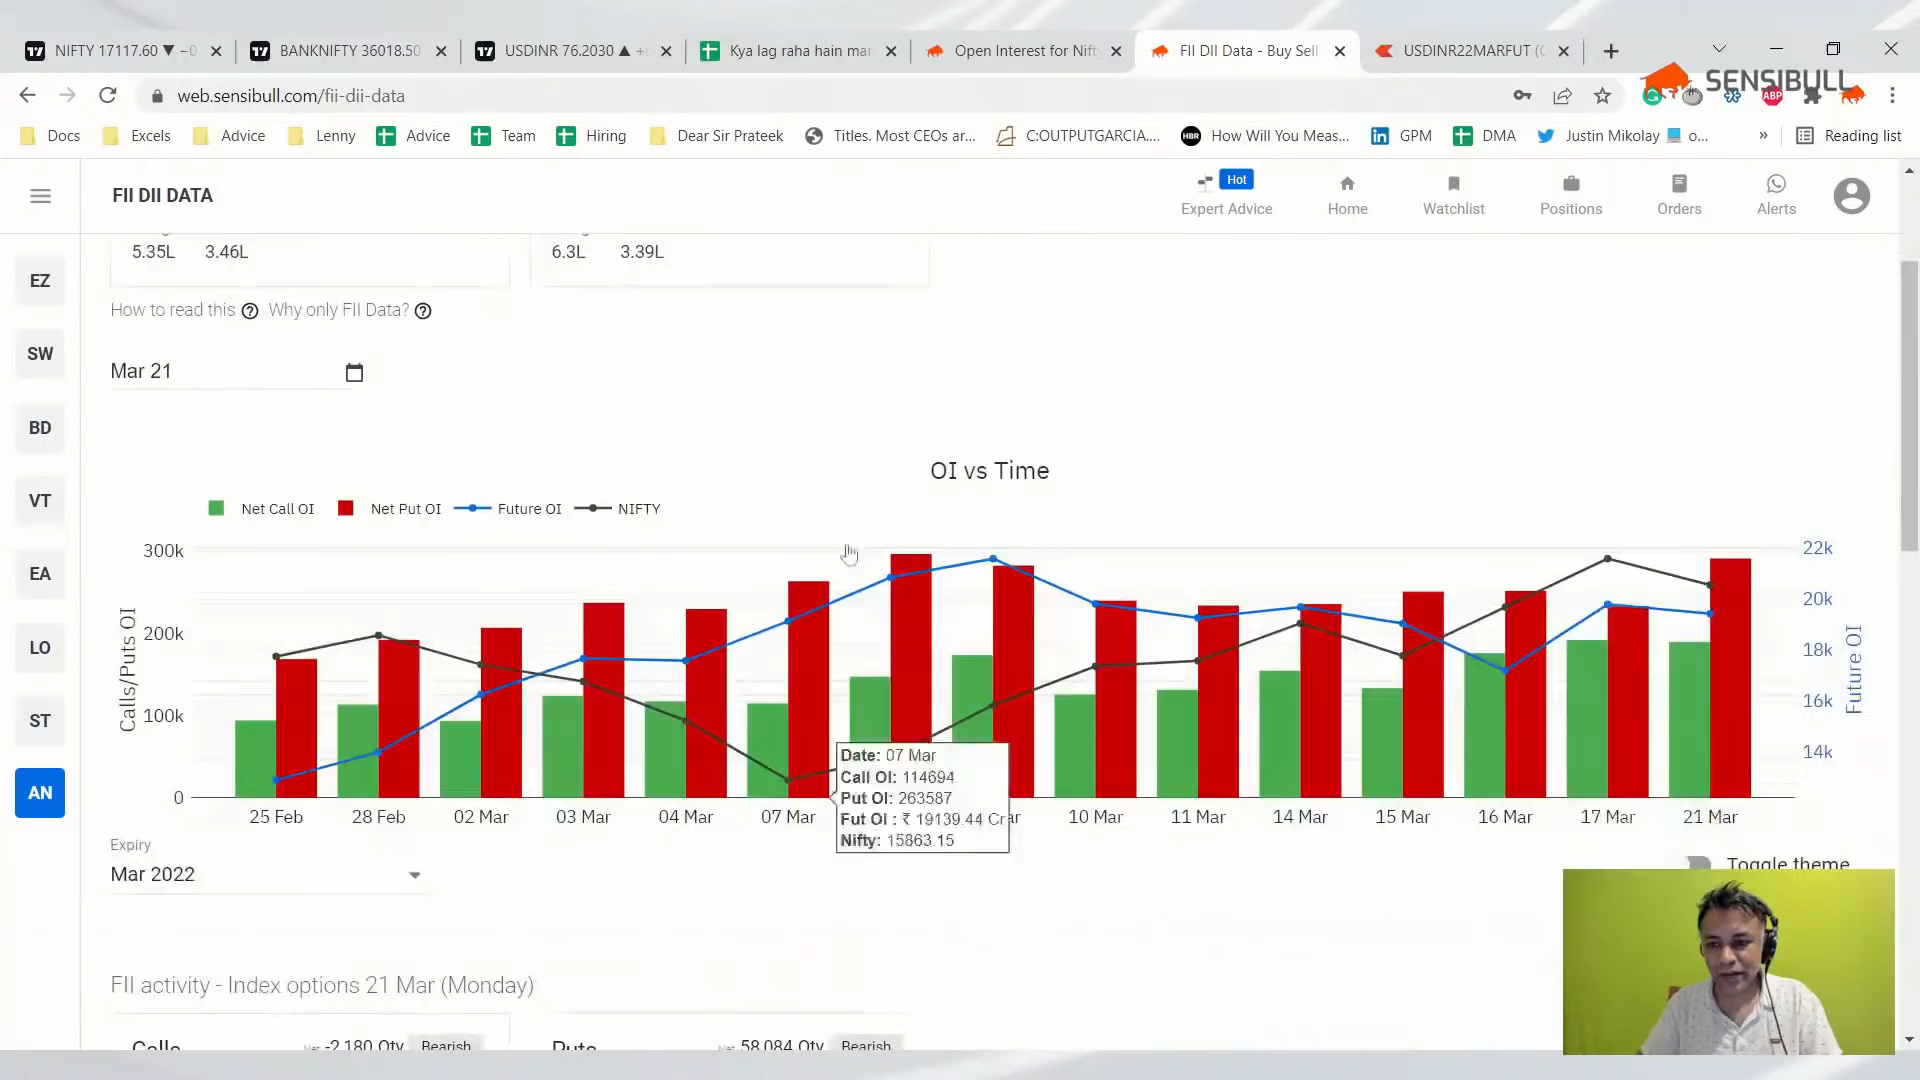 NIFTY 17117.60 ▼ −0
BANKNIFTY 36018.50
USDINR 76.2030 ▲ +
Kya lag raha hain mar
Open Interest for Nift
FII DII Data - Buy Sell
USDINR22MARFUT (
web.sensibull.com/fii-dii-data
SENSIBULL
ABP
Docs
Excels
Advice
Lenny
Advice
Team
Hiring
Dear Sir Prateek
Titles. Most CEOs ar...
C:OUTPUTGARCIA....
HBR
How Will You Meas...
in
GPM
DMA
Justin Mikolay 💻 o...
»
Reading list
FII DII DATA
Hot
Expert Advice
Home
Watchlist
Positions
Orders
Alerts
EZ
SW
BD
VT
EA
LO
ST
AN
5.35L 3.46L
6.3L 3.39L
How to read this ? Why only FII Data? ?
Mar 21
OI vs Time
Net Call OI Net Put OI Future OI NIFTY
Calls/Puts OI
300k
200k
100k
0
22k
20k
18k
16k
14k
Future OI
25 Feb 28 Feb 02 Mar 03 Mar 04 Mar 07 Mar ar 10 Mar 11 Mar 14 Mar 15 Mar 16 Mar 17 Mar 21 Mar
Date: 07 Mar
Call OI: 114694
Put OI: 263587
Fut OI : ₹ 19139.44 Cr
Nifty: 15863.15
Expiry
Mar 2022
Toggle theme
FII activity - Index options 21 Mar (Monday)
Calls
-2,180 Qty Bearish
Puts
58,084 Qty Bearish